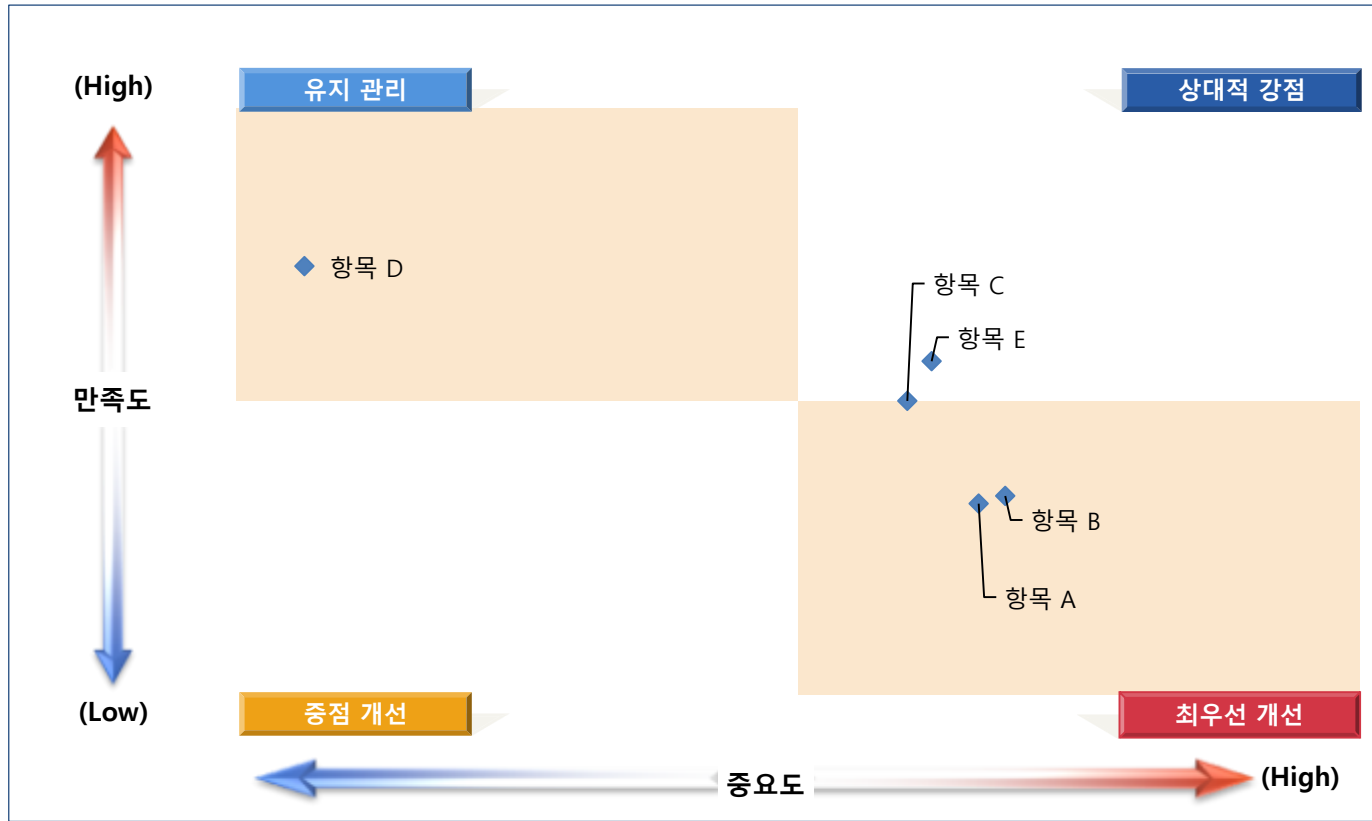 (High)
유지 관리
상대적 강점
항목 D
항목 C
항목 E
만족도
항목 B
항목 A
(Low)
중점 개선
최우선 개선
중요도
(High)